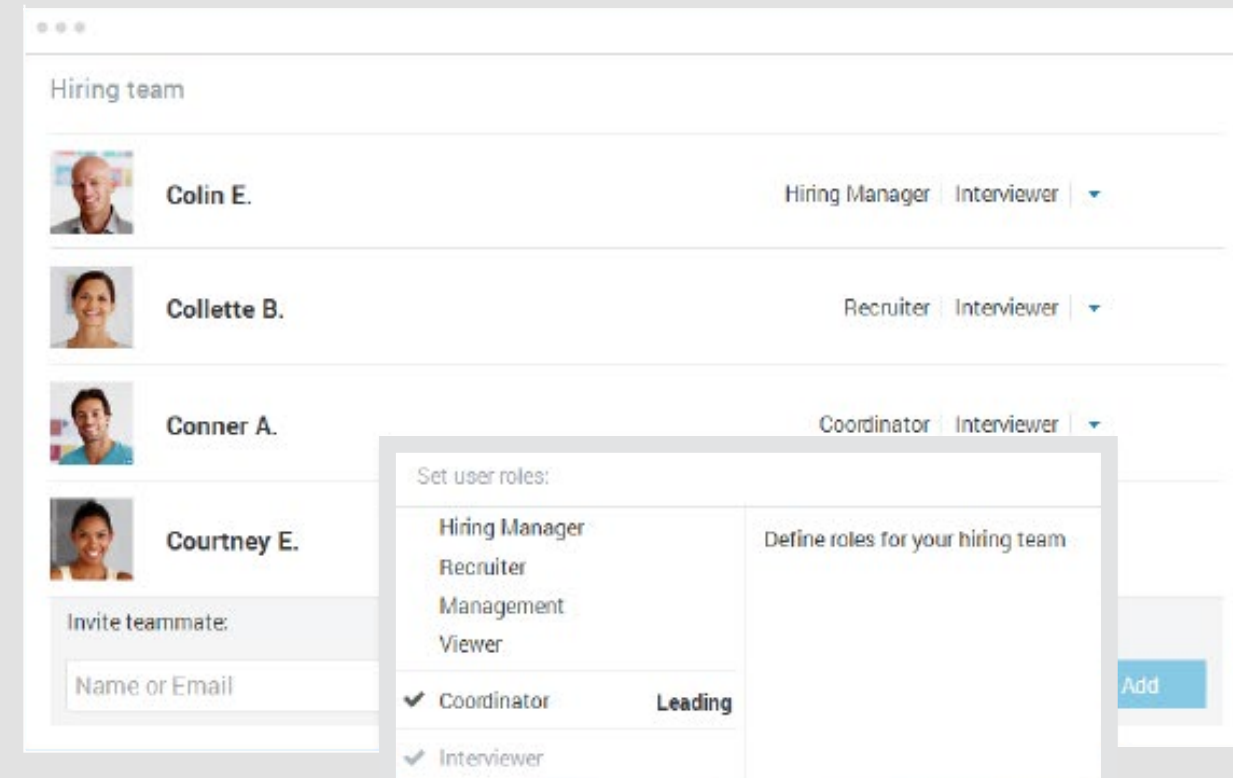 Hiring team
Colin E. Hiring Manager Interviewer
Collette B. Recruiter Interviewer
Conner A. Coordinator Interviewer
Courtney E.
Invite teammate:
Name or Email
Add
Set user roles:
Hiring Manager
Recruiter
Management
Viewer
Coordinator Leading
Interviewer
Define roles for your hiring team